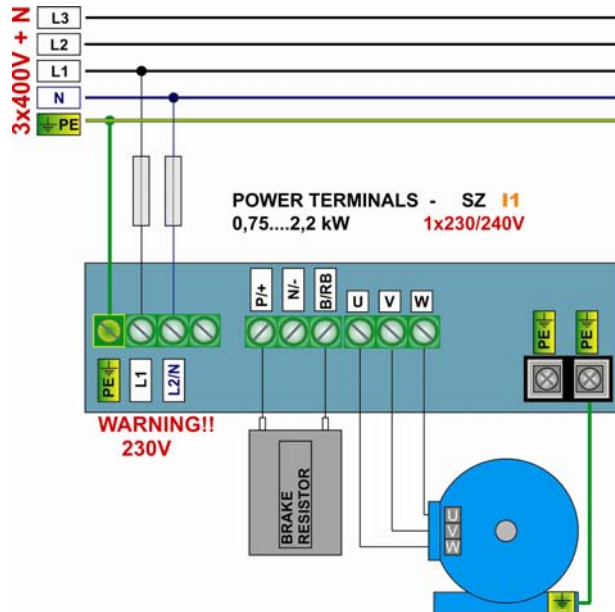 3x400V + N
L3
L2
L1
N
PE
POWER TERMINALS - SZ I1
0,75....2,2 kW 1x230/240V
P/+
N/-
B/RB
U
V
W
PE
PE
PE
L1
L2/N
WARNING!!
230V
BRAKE
RESISTOR
U
V
W